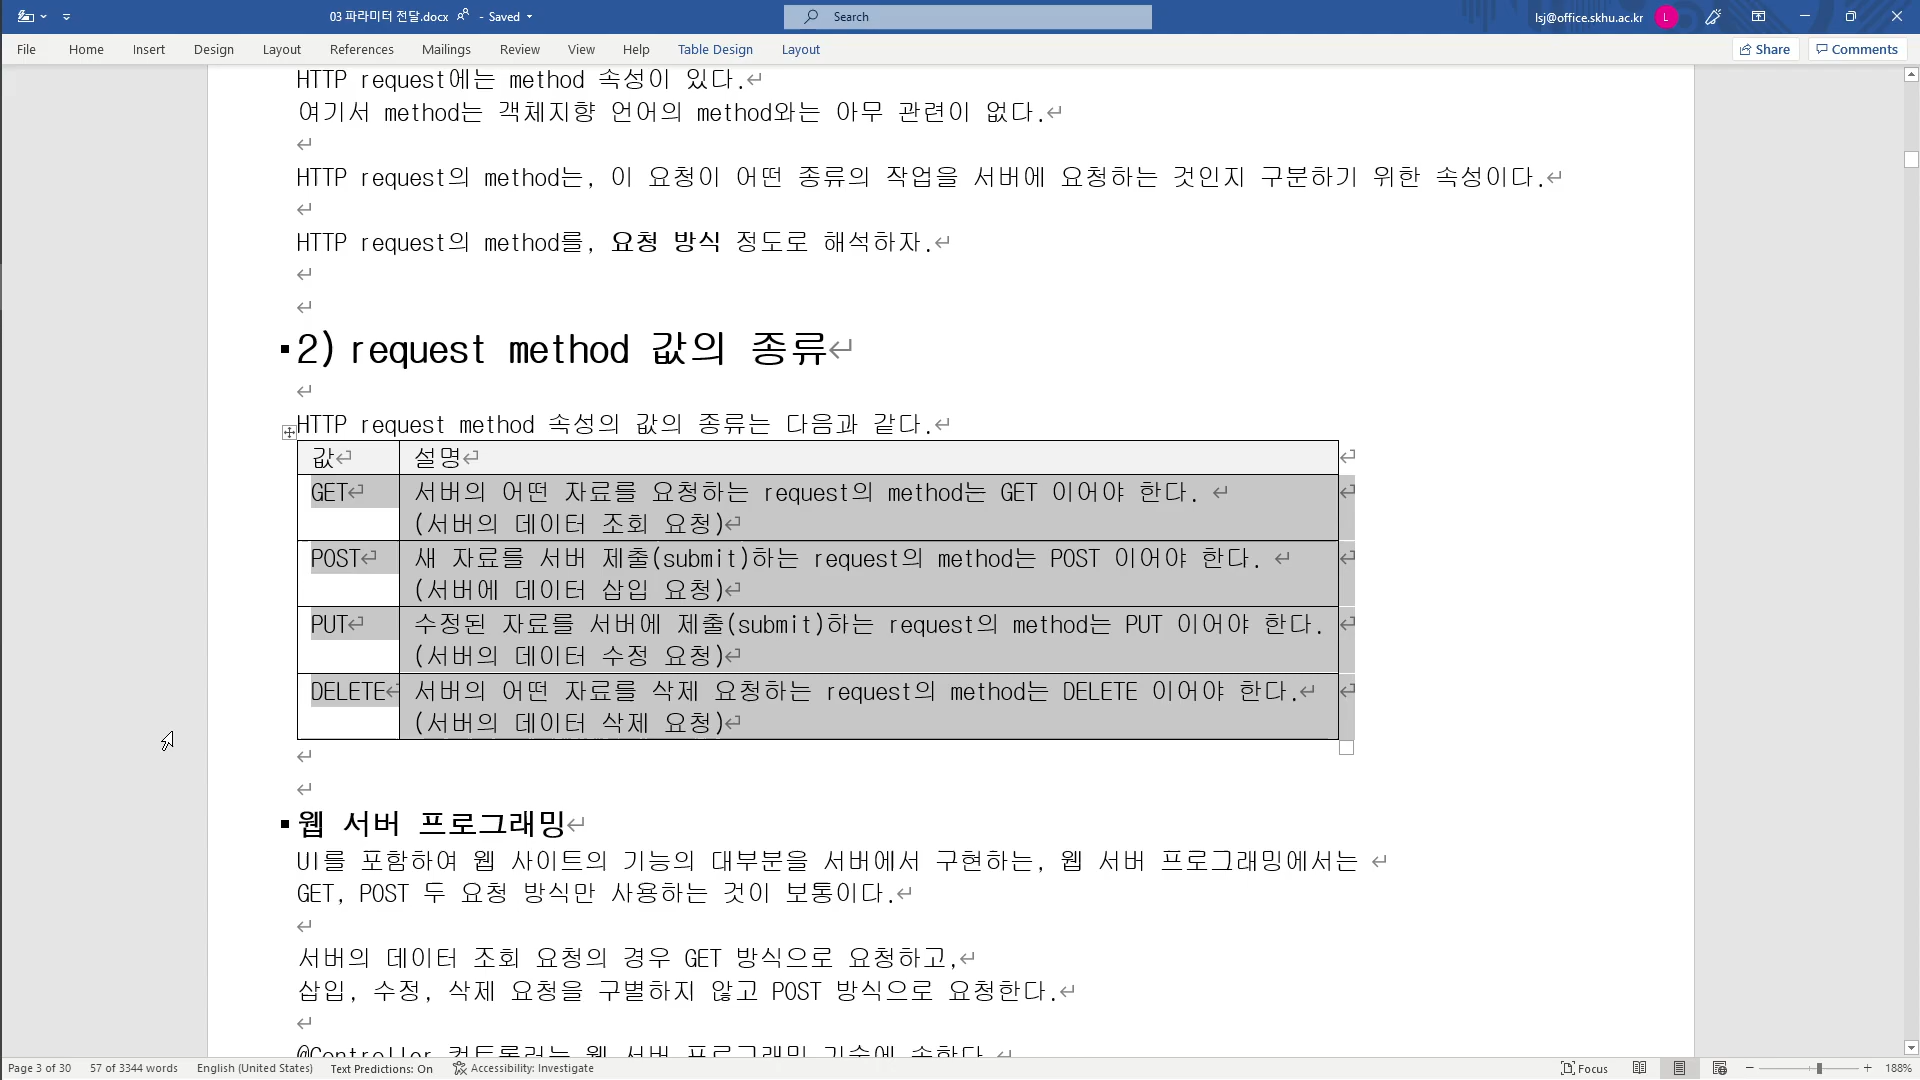 03 파라미터 전달.docx - Saved
Search
lsj@office.skhu.ac.kr
L
File Home Insert Design Layout References Mailings Review View Help Table Design Layout
Share Comments
HTTP request에는 method 속성이 있다.
여기서 method는 객체지향 언어의 method와는 아무 관련이 없다.
HTTP request의 method는, 이 요청이 어떤 종류의 작업을 서버에 요청하는 것인지 구분하기 위한 속성이다.
HTTP request의 method를, 요청 방식 정도로 해석하자.
2) request method 값의 종류
HTTP request method 속성의 값의 종류는 다음과 같다.
값 설명
GET 서버의 어떤 자료를 요청하는 request의 method는 GET 이어야 한다.
(서버의 데이터 조회 요청)
POST 새 자료를 서버 제출(submit)하는 request의 method는 POST 이어야 한다.
(서버에 데이터 삽입 요청)
PUT 수정된 자료를 서버에 제출(submit)하는 request의 method는 PUT 이어야 한다.
(서버의 데이터 수정 요청)
DELETE 서버의 어떤 자료를 삭제 요청하는 request의 method는 DELETE 이어야 한다.
(서버의 데이터 삭제 요청)
웹 서버 프로그래밍
UI를 포함하여 웹 사이트의 기능의 대부분을 서버에서 구현하는, 웹 서버 프로그래밍에서는
GET, POST 두 요청 방식만 사용하는 것이 보통이다.
서버의 데이터 조회 요청의 경우 GET 방식으로 요청하고,
삽입, 수정, 삭제 요청을 구별하지 않고 POST 방식으로 요청한다.
@Controller 컨트롤러는 웹 서버 프로그래밍 기술에 속한다.
Page 3 of 30 57 of 3344 words English (United States) Text Predictions: On Accessibility: Investigate Focus 188%